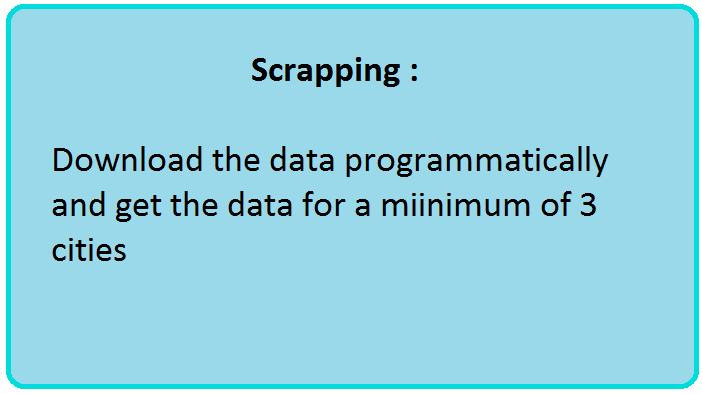 Scrapping :
Download the data programmatically
and get the data for a miinimum of 3
cities